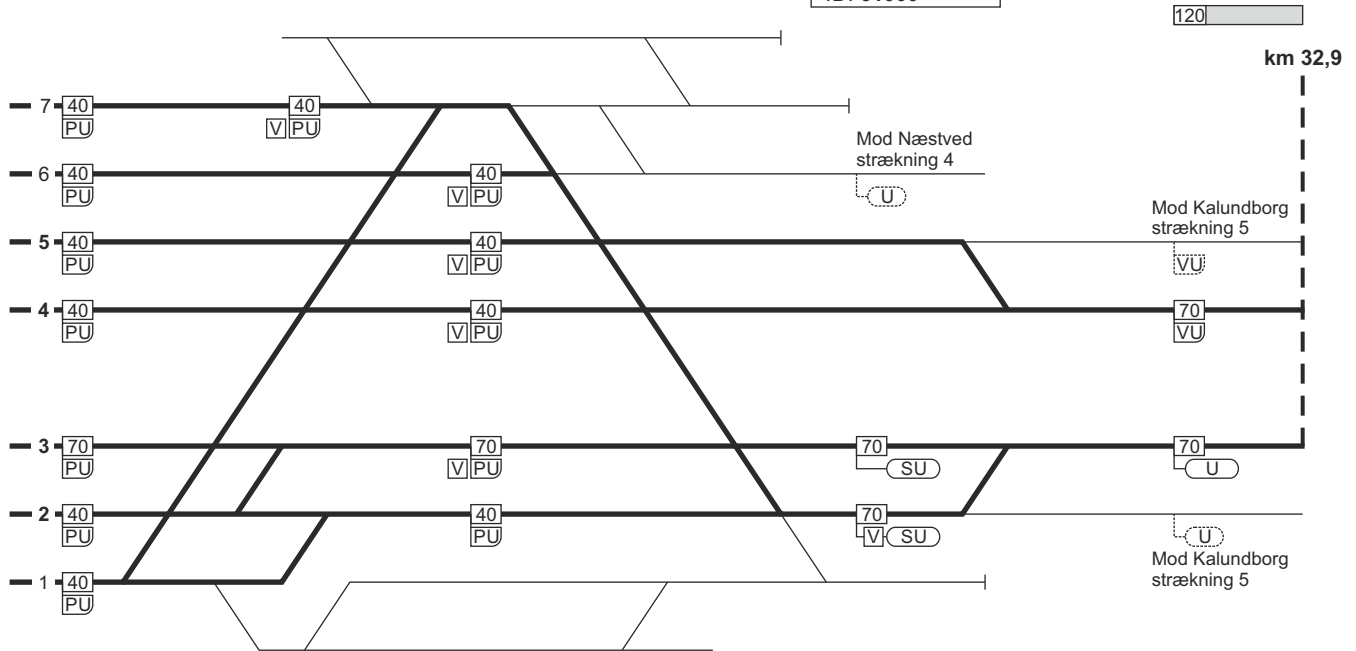 120
km 32,9
7 40 40
PU V PU
Mod Næstved
strækning 4
6 40 40
PU V PU U
Mod Kalundborg
strækning 5
5 40 40
PU V PU VU
4 40 40 70
PU V PU VU
3 70 70 70 70
PU V PU SU U
2 40 40 70
PU PU V SU U
Mod Kalundborg
strækning 5
1 40
PU